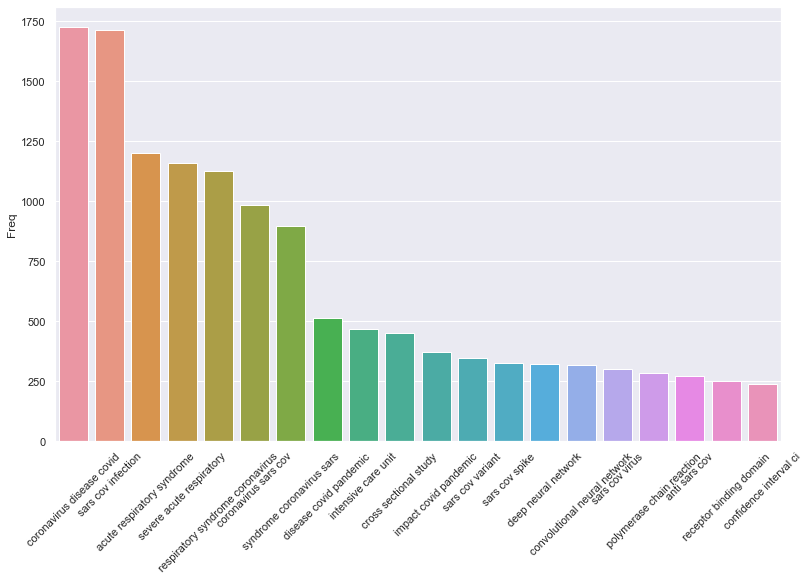 1750
1500
1250
1000
750
500
250
0
Freq
coronavirus disease covid
sars cov infection
acute respiratory syndrome
severe acute respiratory
respiratory syndrome coronavirus
coronavirus sars cov
syndrome coronavirus sars
disease covid pandemic
intensive care unit
cross sectional study
impact covid pandemic
sars cov variant
sars cov spike
deep neural network
convolutional neural network
sars cov virus
polymerase chain reaction
anti sars cov
receptor binding domain
confidence interval ci